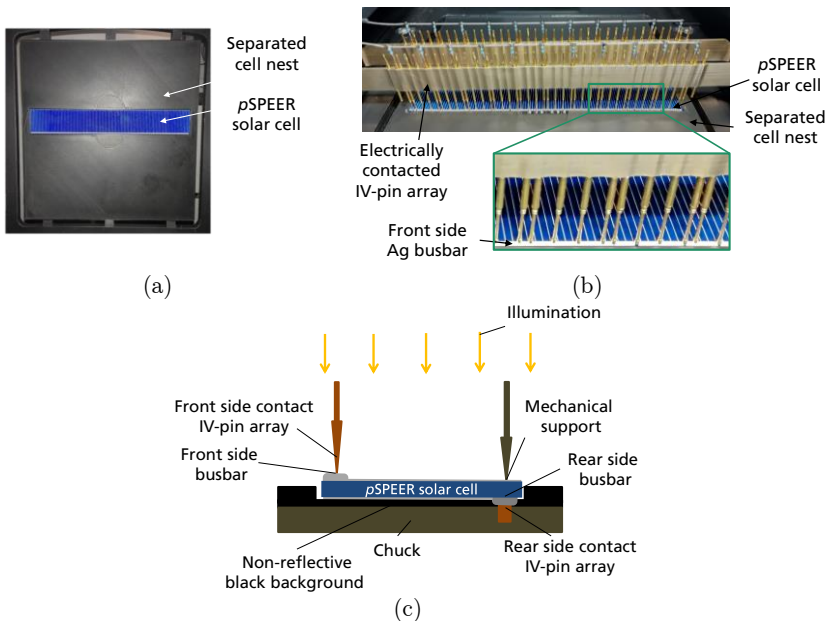 Separated
cell nest
pSPEER
solar cell
(a)
pSPEER
solar cell
Separated
cell nest
Electrically
contacted
IV-pin array
Front side
Ag busbar
(b)
Illumination
Front side contact
IV-pin array
Front side
busbar
Mechanical
support
Rear side
busbar
pSPEER solar cell
Chuck
Non-reflective
black background
Rear side contact
IV-pin array
(c)